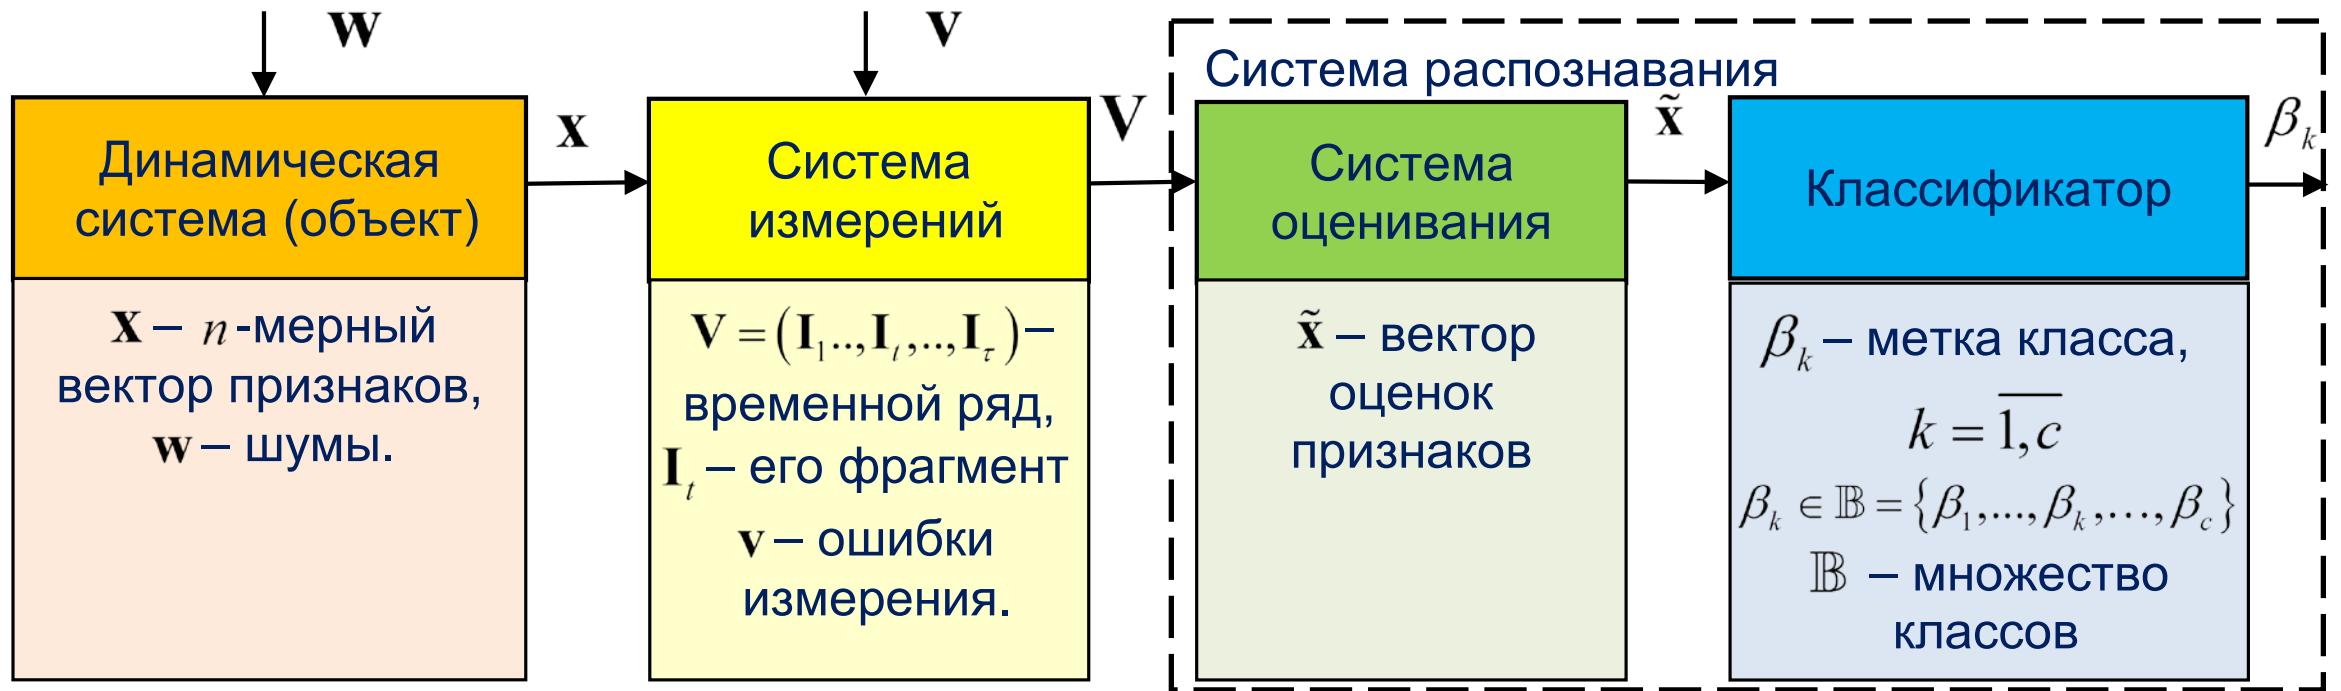 w
v
Система распознавания
x
V
x̃
β_k
Динамическая
система (объект)
Система
измерений
Система
оценивания
Классификатор
x – n-мерный
вектор признаков,
w – шумы.
V = (I_1..,I_t,..,I_τ) –
временной ряд,
I_t – его фрагмент
v – ошибки
измерения.
x̃ – вектор
оценок
признаков
β_k – метка класса,
k = \overline{1,c}
β_k ∈ 𝔹 = {β_1,...,β_k,...,β_c}
𝔹 – множество
классов